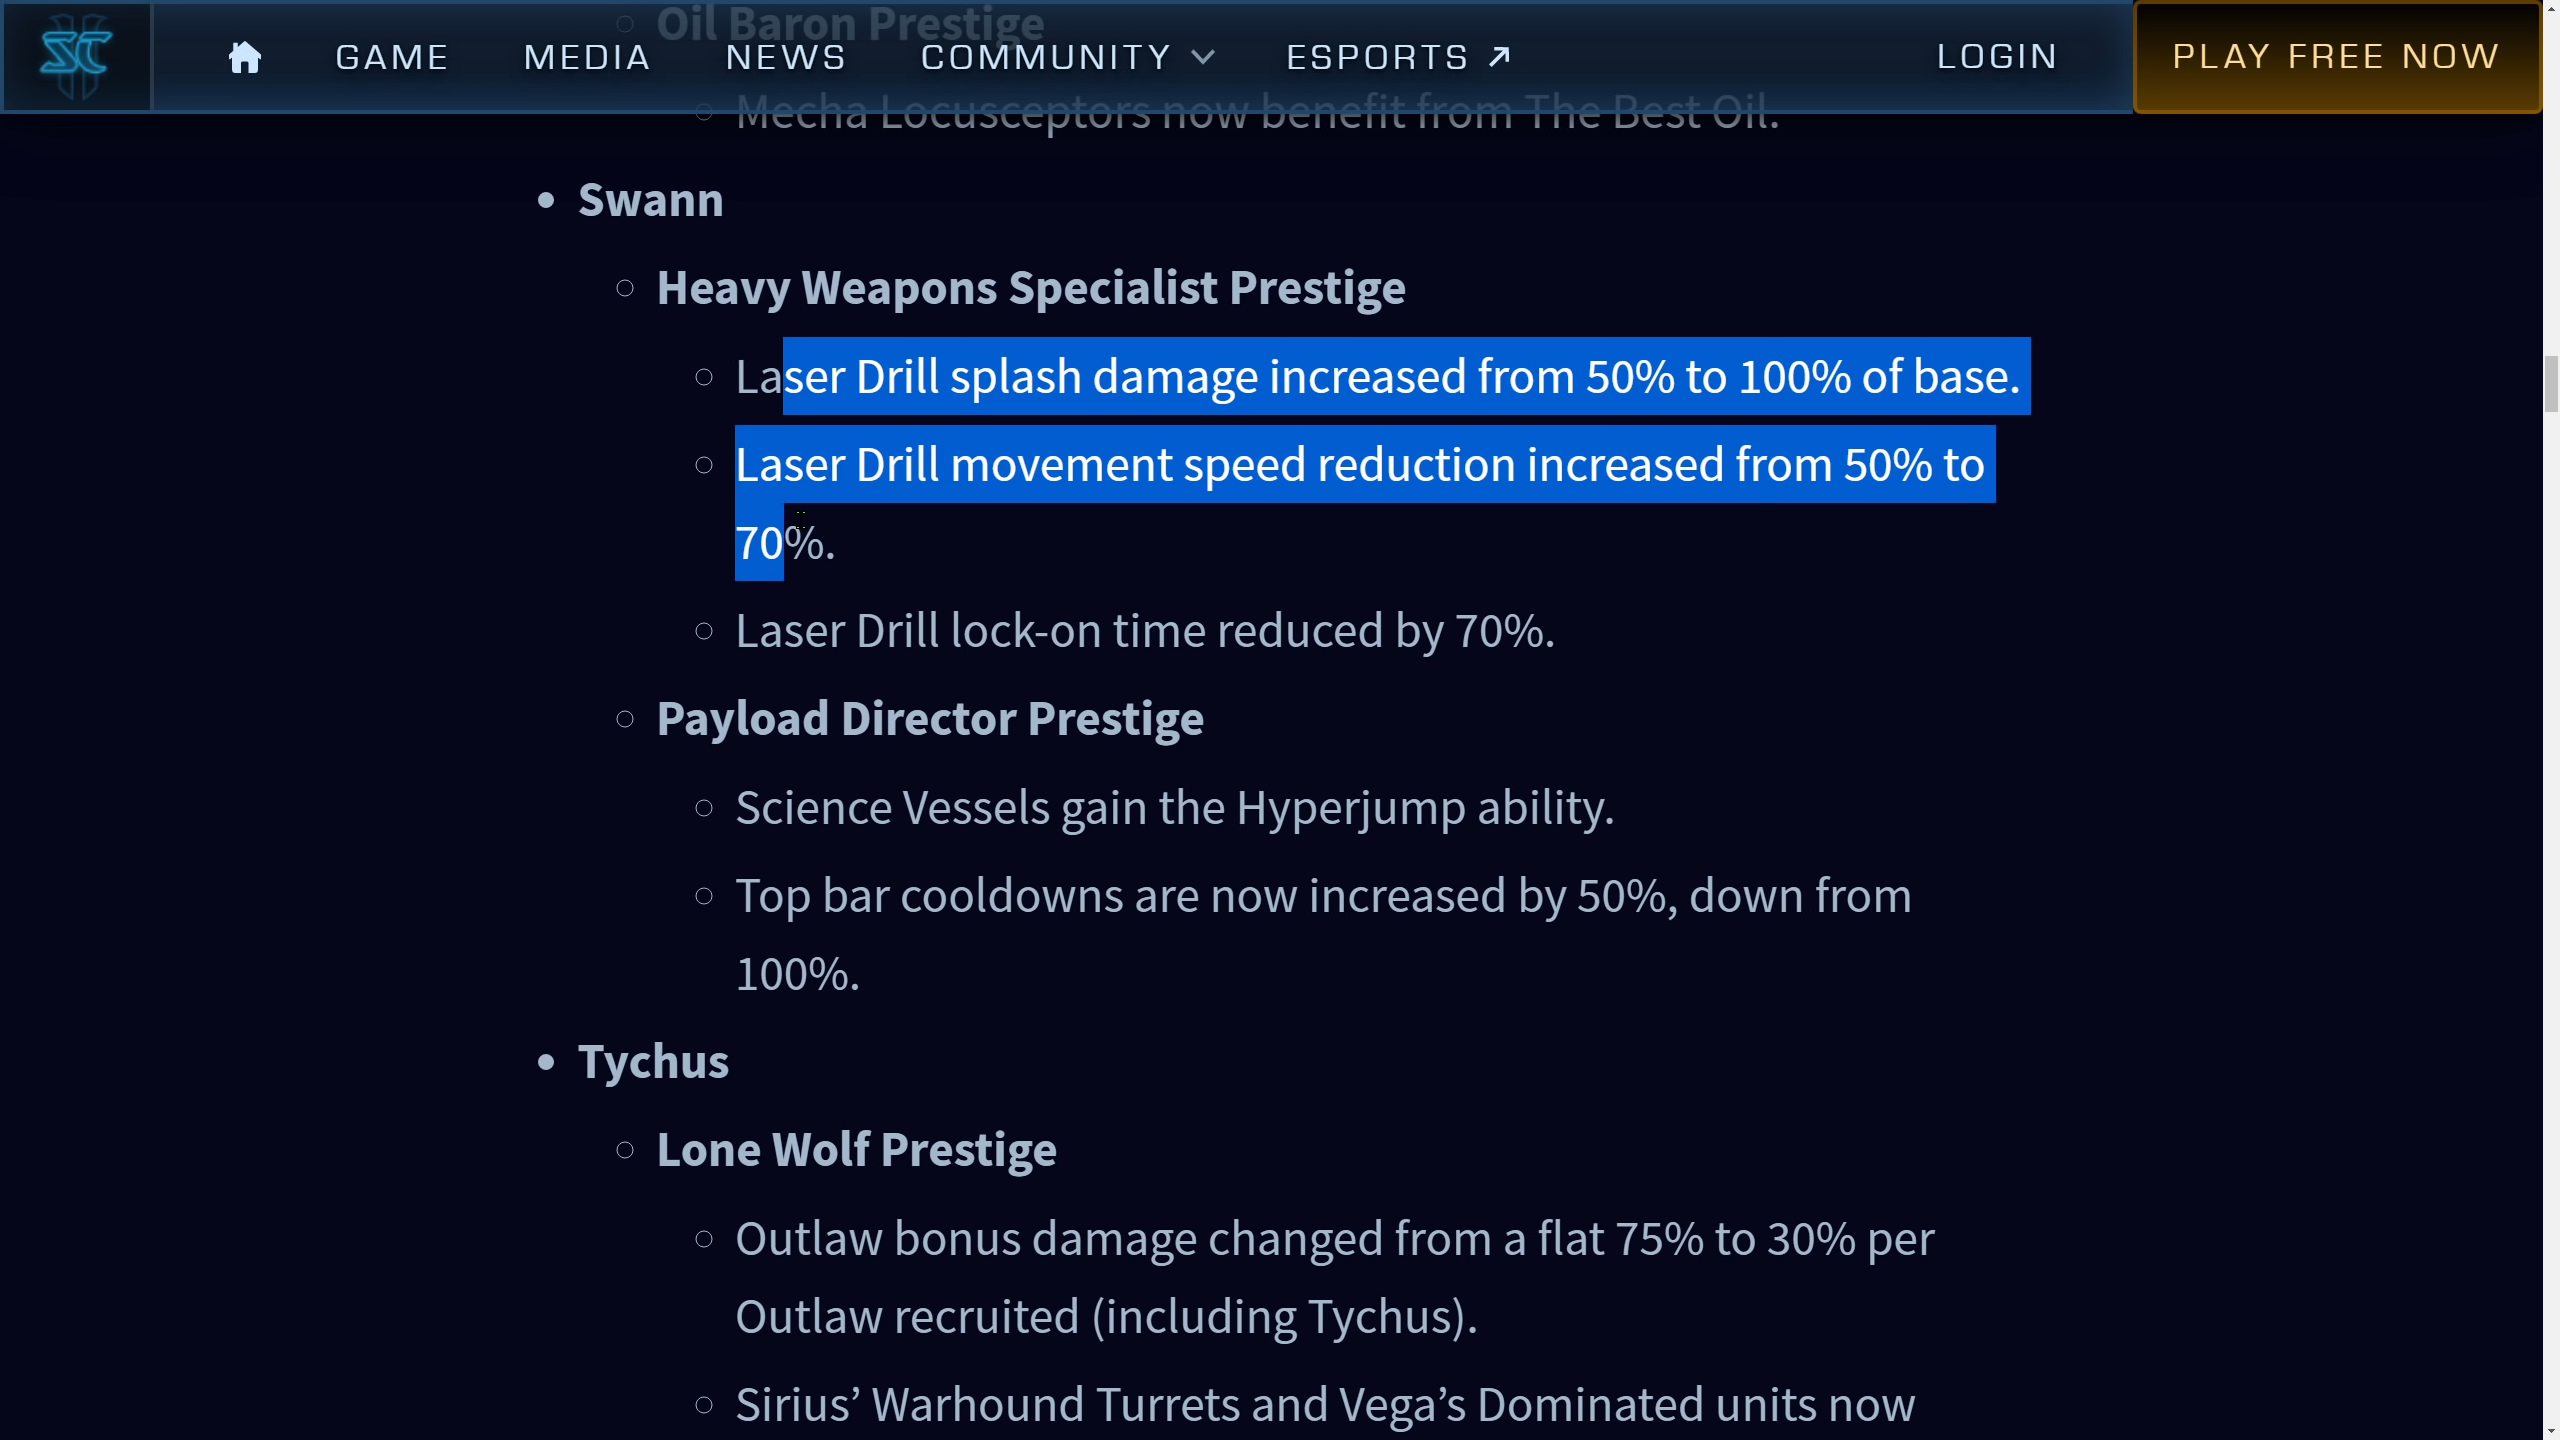 Oil Baron Prestige
SC
GAME
MEDIA
NEWS
COMMUNITY
ESPORTS
LOGIN
PLAY FREE NOW
Mecha Locusceptors now benefit from The Best Oil.
Swann
Heavy Weapons Specialist Prestige
Laser Drill splash damage increased from 50% to 100% of base.
Laser Drill movement speed reduction increased from 50% to
70%.
Laser Drill lock-on time reduced by 70%.
Payload Director Prestige
Science Vessels gain the Hyperjump ability.
Top bar cooldowns are now increased by 50%, down from
100%.
Tychus
Lone Wolf Prestige
Outlaw bonus damage changed from a flat 75% to 30% per
Outlaw recruited (including Tychus).
Sirius’ Warhound Turrets and Vega’s Dominated units now